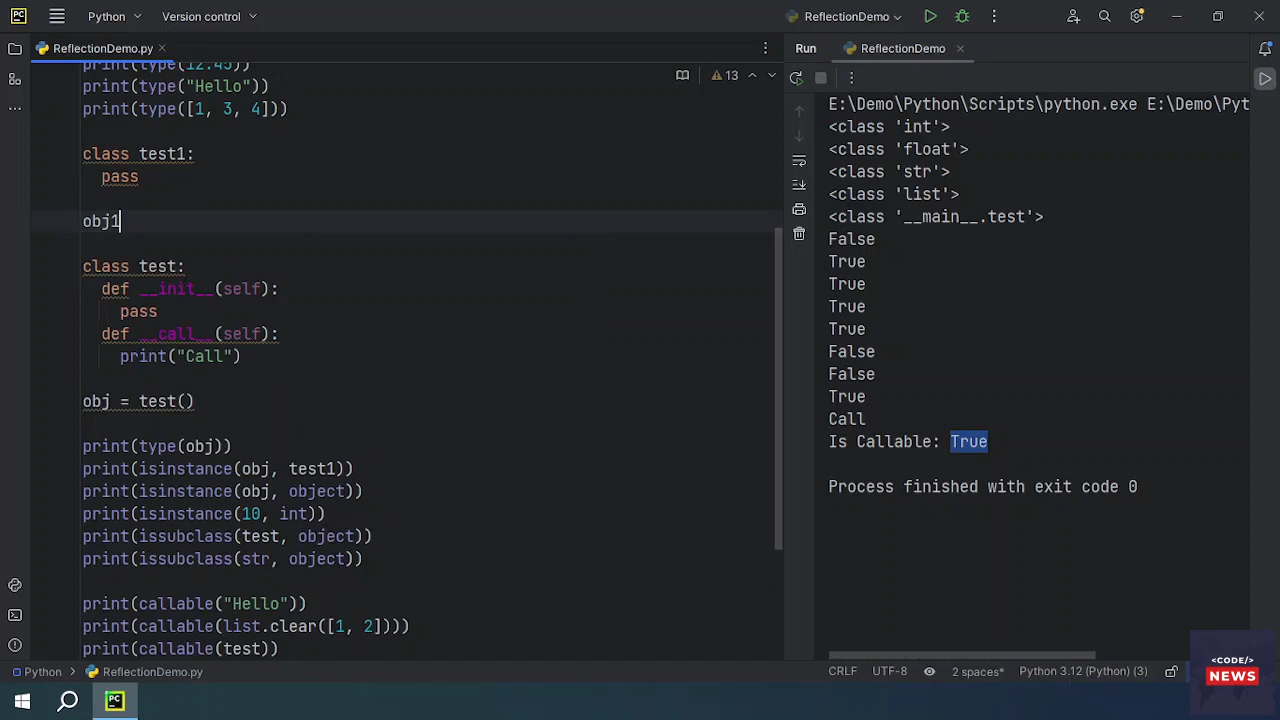 PC Python Version control ReflectionDemo
ReflectionDemo.py
Run ReflectionDemo
print(type(12.45))
print(type("Hello"))
print(type([1, 3, 4]))
13
class test1:
pass
obj1
class test:
def __init__(self):
pass
def __call__(self):
print("Call")
obj = test()
print(type(obj))
print(isinstance(obj, test1))
print(isinstance(obj, object))
print(isinstance(10, int))
print(issubclass(test, object))
print(issubclass(str, object))
print(callable("Hello"))
print(callable(list.clear([1, 2])))
print(callable(test))
E:\Demo\Python\Scripts\python.exe E:\Demo\Pyt
<class 'int'>
<class 'float'>
<class 'str'>
<class 'list'>
<class '__main__.test'>
False
True
True
True
True
False
False
True
Call
Is Callable: True
Process finished with exit code 0
Python ReflectionDemo.py
CRLF UTF-8 2 spaces* Python 3.12 (Python) (3)
<CODE/>
NEWS
PC